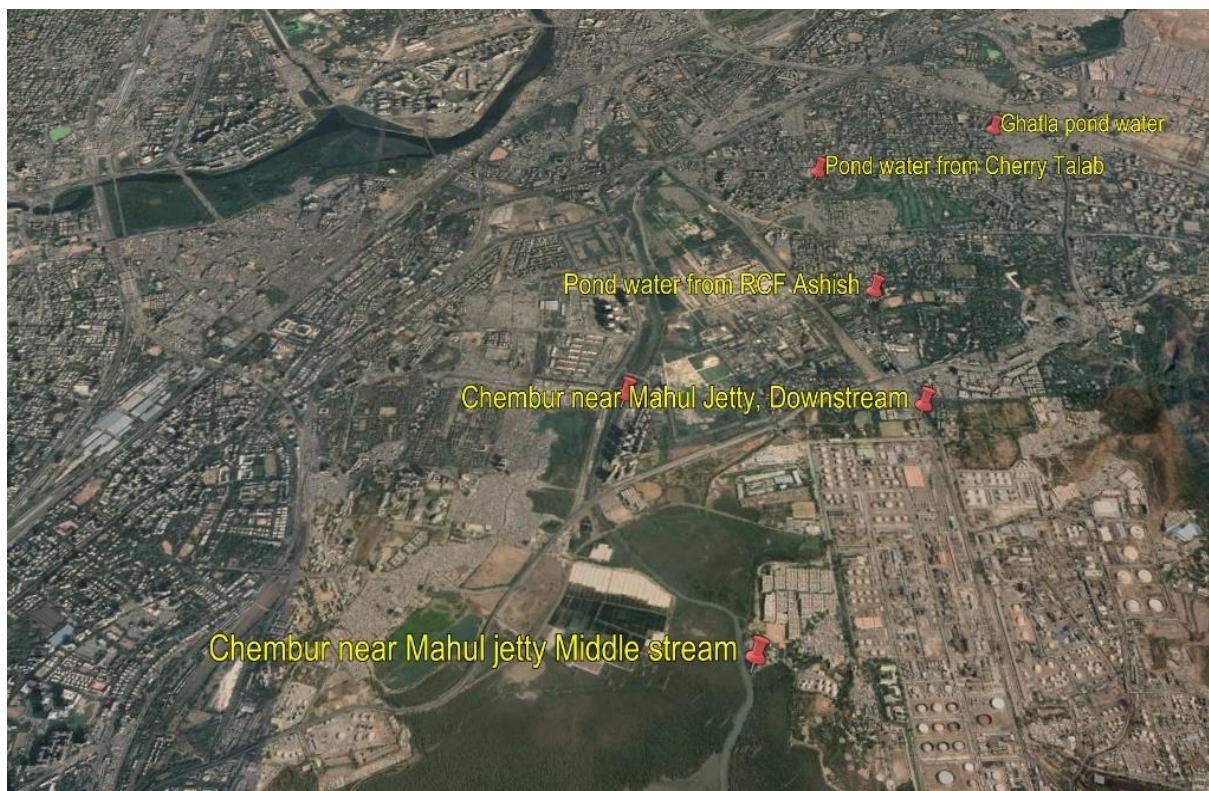 Ghatla pond water
Pond water from Cherry Talab
Pond water from RCF Ashish
Chembur near Mahul Jetty, Downstream
Chembur near Mahul jetty Middle stream